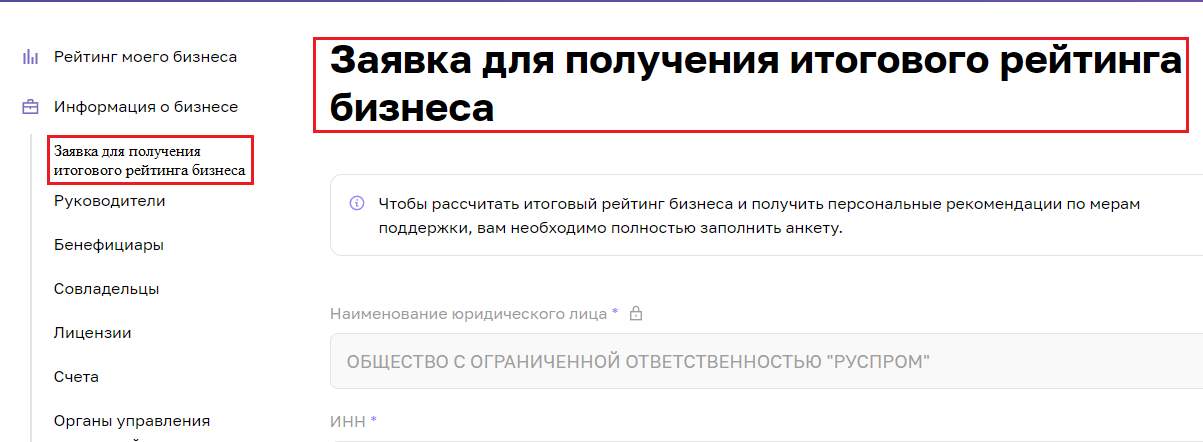 Рейтинг моего бизнеса
Информация о бизнесе
Заявка для получения
итогового рейтинга бизнеса
Руководители
Бенефициары
Совладельцы
Лицензии
Счета
Органы управления
Заявка для получения итогового рейтинга
бизнеса
Чтобы рассчитать итоговый рейтинг бизнеса и получить персональные рекомендации по мерам
поддержки, вам необходимо полностью заполнить анкету.
Наименование юридического лица *
ОБЩЕСТВО С ОГРАНИЧЕННОЙ ОТВЕТСТВЕННОСТЬЮ "РУСПРОМ"
ИНН *